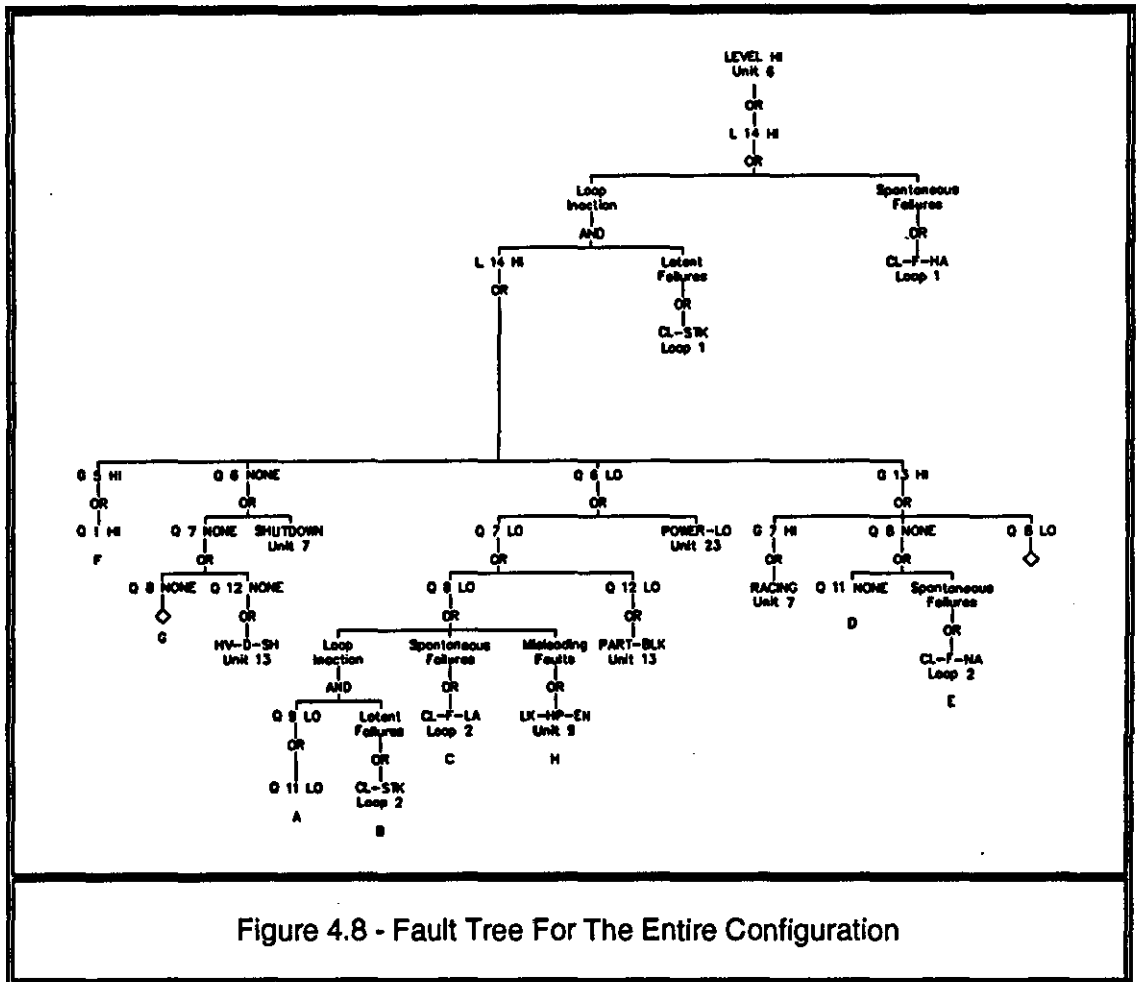 LEVEL HI
Unit 6
OR
L 14 HI
OR
Loop
Inaction
Spontaneous
Failures
AND
OR
L 14 HI
Latent
Failures
CL-F-HA
Loop 1
OR
OR
CL-STK
Loop 1
G 5 HI
Q 6 NONE
Q 6 LO
G 13 HI
OR
OR
OR
OR
Q 1 HI
Q 7 NONE
SHUTDOWN
Unit 7
Q 7 LO
POWER-LO
Unit 23
G 7 HI
Q 8 NONE
Q 8 LO
F
OR
OR
OR
OR
Q 8 NONE
Q 12 NONE
Q 8 LO
Q 12 LO
RACING
Unit 7
Q 11 NONE
Spontaneous
Failures
G
OR
OR
OR
D
OR
HV-D-SH
Unit 13
Loop
Inaction
Spontaneous
Failures
Misleading
Faults
PART-BLK
Unit 13
CL-F-NA
Loop 2
AND
OR
OR
E
Q 9 LO
Latent
Failures
CL-F-LA
Loop 2
LK-HP-EN
Unit 9
OR
OR
C
H
Q 11 LO
CL-STK
Loop 2
A
B
Figure 4.8 - Fault Tree For The Entire Configuration